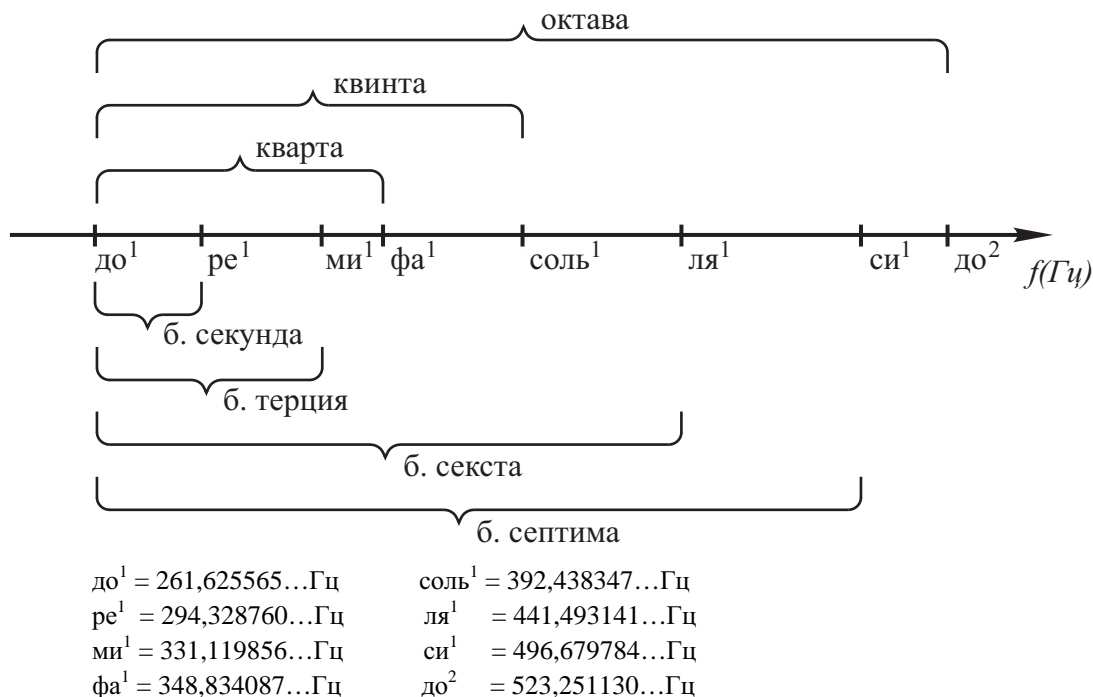 октава
квинта
кварта
до¹ ре¹ ми¹ фа¹ соль¹ ля¹ си¹ до²
f(Гц)
б. секунда
б. терция
б. секста
б. септима
до¹ = 261,625565…Гц соль¹ = 392,438347…Гц
ре¹ = 294,328760…Гц ля¹ = 441,493141…Гц
ми¹ = 331,119856…Гц си¹ = 496,679784…Гц
фа¹ = 348,834087…Гц до² = 523,251130…Гц